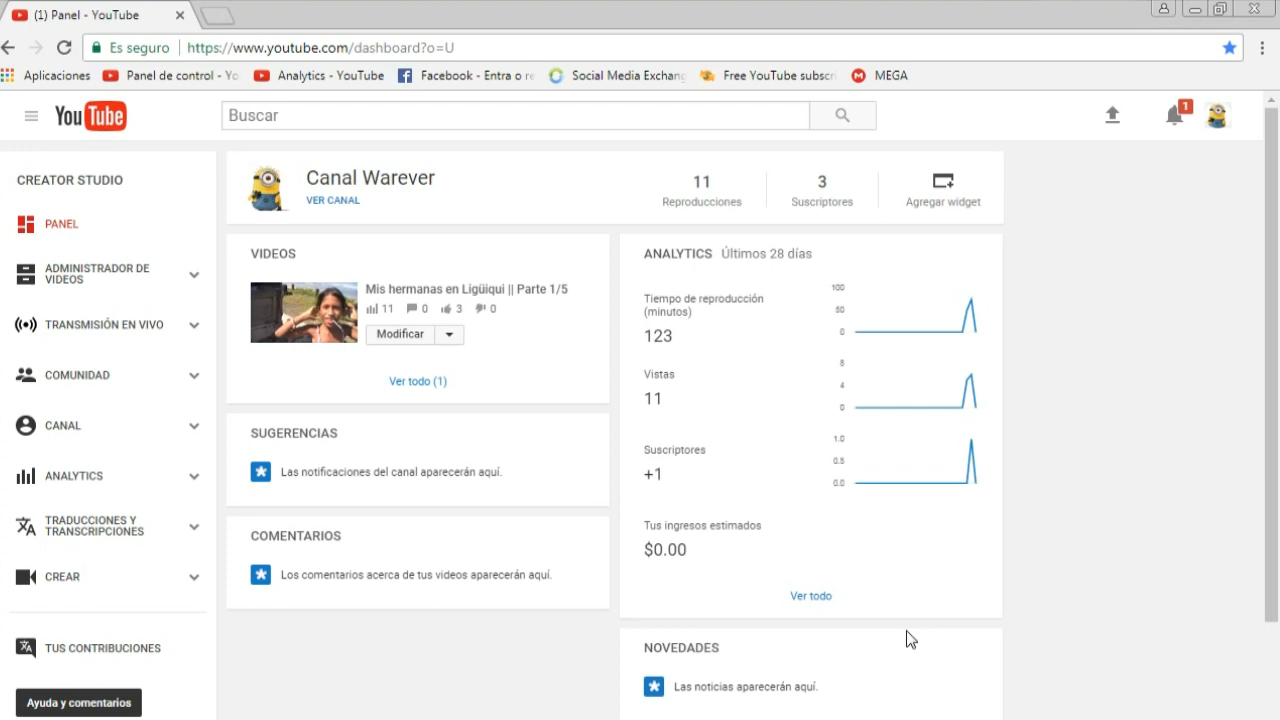 (1) Panel - YouTube
Es seguro
https://www.youtube.com/dashboard?o=U
Aplicaciones
Panel de control - Yo
Analytics - YouTube
Facebook - Entra o re
Social Media Exchang
Free YouTube subscr
MEGA
YouTube
Buscar
1
CREATOR STUDIO
PANEL
ADMINISTRADOR DE
VIDEOS
TRANSMISIÓN EN VIVO
COMUNIDAD
CANAL
ANALYTICS
TRADUCCIONES Y
TRANSCRIPCIONES
CREAR
TUS CONTRIBUCIONES
Ayuda y comentarios
Canal Warever
VER CANAL
11
Reproducciones
3
Suscriptores
Agregar widget
VIDEOS
Mis hermanas en Ligüiqui || Parte 1/5
11 0 3 0
Modificar
Ver todo (1)
SUGERENCIAS
Las notificaciones del canal aparecerán aquí.
COMENTARIOS
Los comentarios acerca de tus videos aparecerán aquí.
ANALYTICS Últimos 28 días
Tiempo de reproducción
(minutos)
123
100
50
0
Vistas
11
8
4
0
Suscriptores
+1
1.0
0.5
0.0
Tus ingresos estimados
$0.00
Ver todo
NOVEDADES
Las noticias aparecerán aquí.